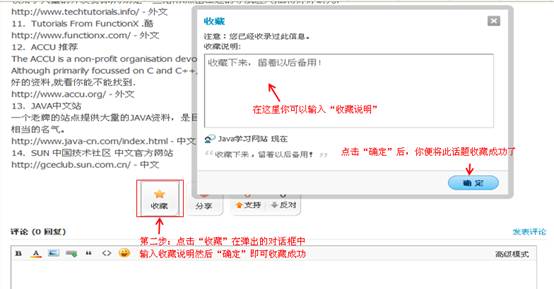 http://www.techtutorials.info/ - 外文
11. Tutorials From FunctionX .酷
http://www.functionx.com/ - 外文
12. ACCU 推荐
The ACCU is a non-profit organisation devo
Although primarily focussed on C and C++,
好的资料,就看你能不能找到.
http://www.accu.org/ - 外文
13. JAVA中文站
一个老牌的站点提供大量的JAVA资料，是目
相当的名气。
http://www.java-cn.com/index.html - 中文
14. SUN 中国技术社区 中文官方网站
http://gceclub.sun.com.cn/ - 中文
收藏
注意：您已经收录过此信息。
收藏说明:
收藏下来，留着以后备用！
在这里你可以输入“收藏说明”
Java学习网站 现在
“ 收藏下来，留着以后备用！ ”
点击“确定”后，你便将此话题收藏成功了
确 定
收藏
分享
0
0
支持
反对
第二步：点击“收藏”在弹出的对话框中
输入收藏说明然后“确定”即可收藏成功
评论 (0 回复)
发表评论
B A “ <> 高级模式